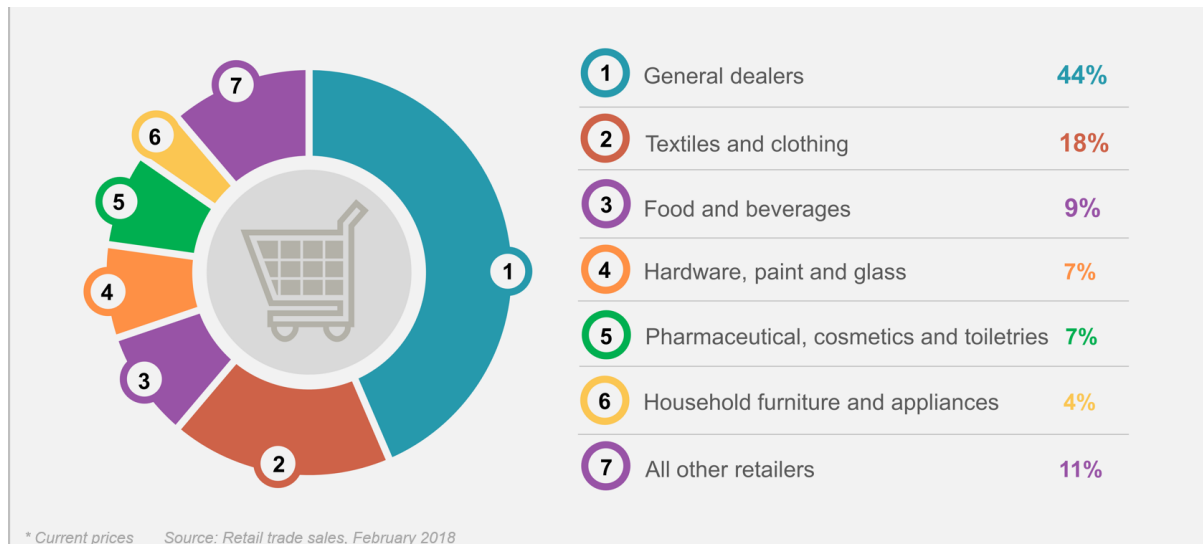 7
6
5
4
3
2
1
1 General dealers 44%
2 Textiles and clothing 18%
3 Food and beverages 9%
4 Hardware, paint and glass 7%
5 Pharmaceutical, cosmetics and toiletries 7%
6 Household furniture and appliances 4%
7 All other retailers 11%
* Current prices Source: Retail trade sales, February 2018